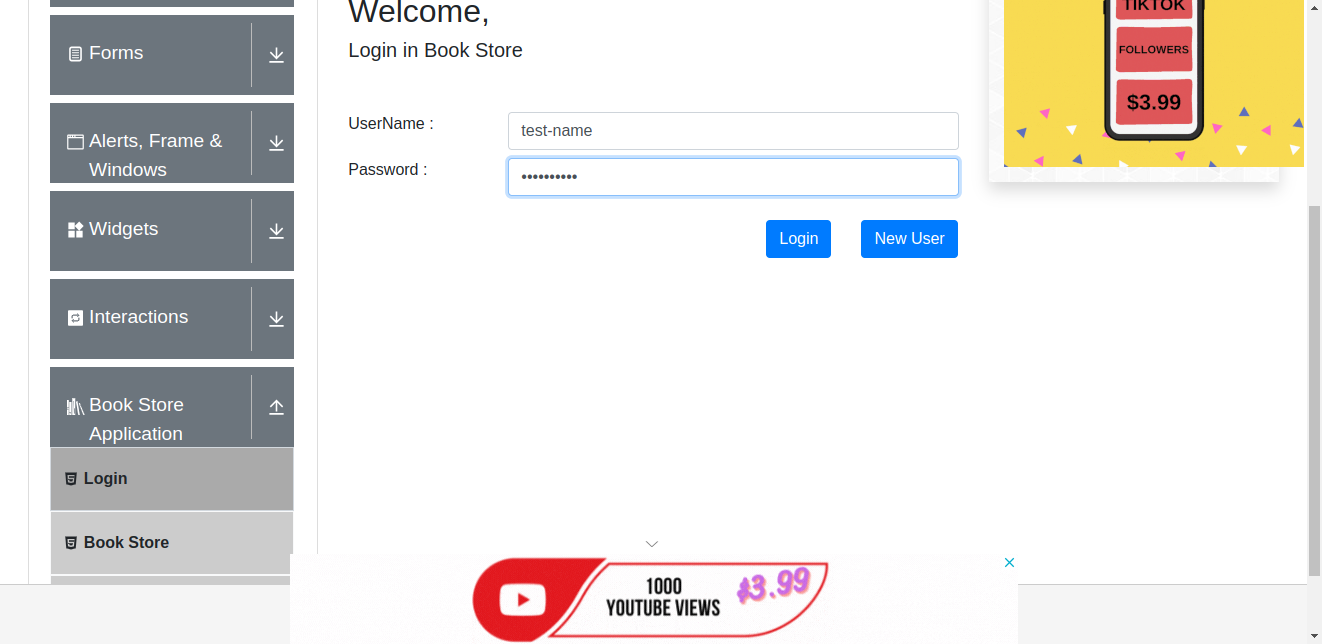 Forms
Alerts, Frame &
Windows
Widgets
Interactions
Book Store
Application
Login
Book Store
Welcome,
Login in Book Store
UserName :
test-name
Password :
••••••••••
Login
New User
TIKTOK
FOLLOWERS
$3.99
1000
YOUTUBE VIEWS
$3.99